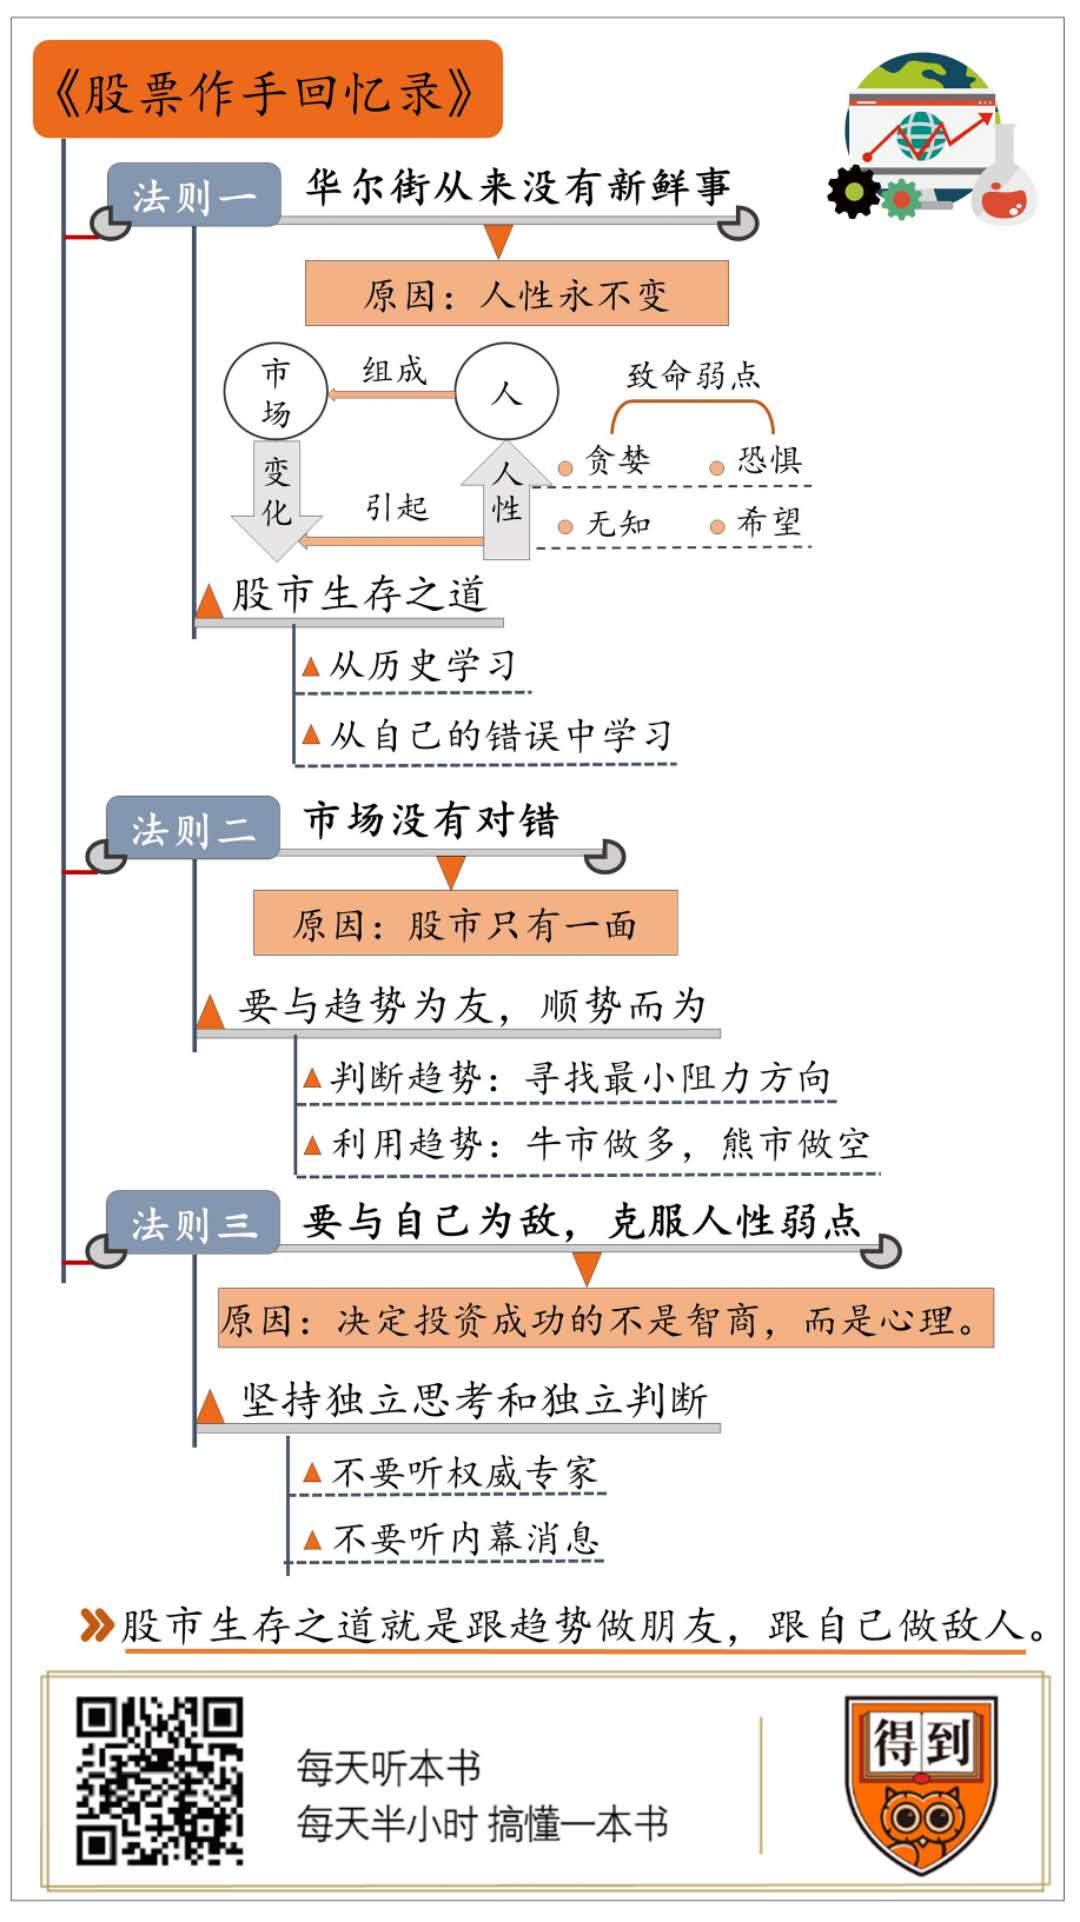 《股票作手回忆录》
法则一
华尔街从来没有新鲜事
原因：人性永不变
市场
组成
人
致命弱点
变化
引起
人性
贪婪
恐惧
无知
希望
股市生存之道
从历史学习
从自己的错误中学习
法则二
市场没有对错
原因：股市只有一面
要与趋势为友，顺势而为
判断趋势：寻找最小阻力方向
利用趋势：牛市做多，熊市做空
法则三
要与自己为敌，克服人性弱点
原因：决定投资成功的不是智商，而是心理。
坚持独立思考和独立判断
不要听权威专家
不要听内幕消息
股市生存之道就是跟趋势做朋友，跟自己做敌人。
每天听本书
每天半小时 搞懂一本书
得到